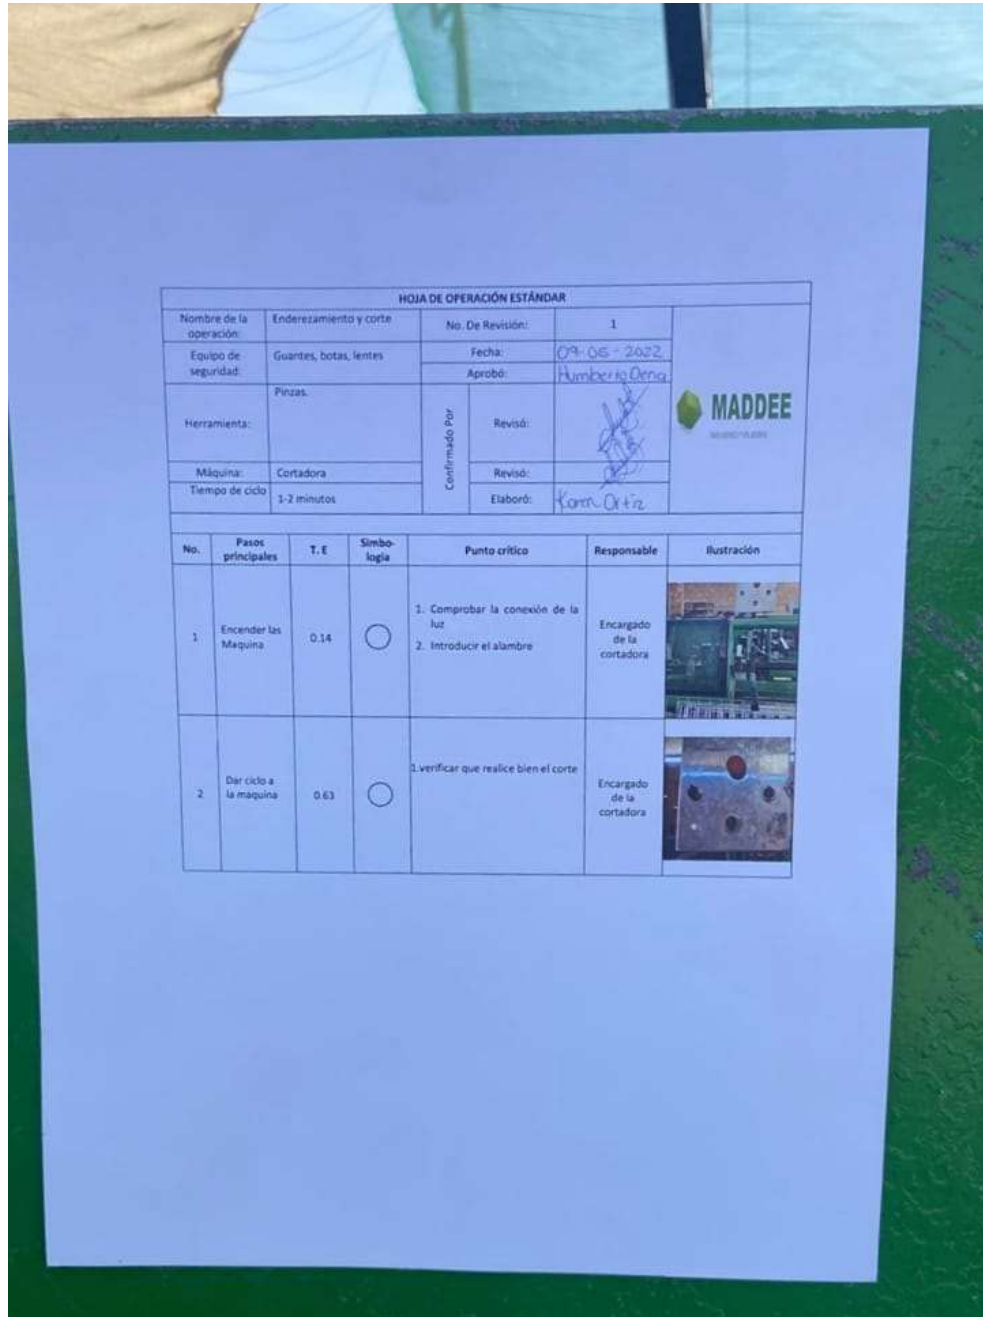 HOJA DE OPERACIÓN ESTÁNDAR
Nombre de la operación: Enderezamiento y corte No. De Revisión: 1
Equipo de seguridad: Guantes, botas, lentes Fecha: 09-06-2022
Aprobó: Humberto Dena
Herramienta: Pinzas. Confirmado Por Revisó:
MADDEE
Máquina: Cortadora Revisó:
Tiempo de ciclo 1-2 minutos Elaboró: Karen Ortiz
No. Pasos principales T. E Simbo-logia Punto crítico Responsable Ilustración
1 Encender las Maquina 0.14 1. Comprobar la conexión de la luz
2. Introducir el alambre
Encargado de la cortadora
2 Dar ciclo a la maquina 0.63 1.verificar que realice bien el corte
Encargado de la cortadora